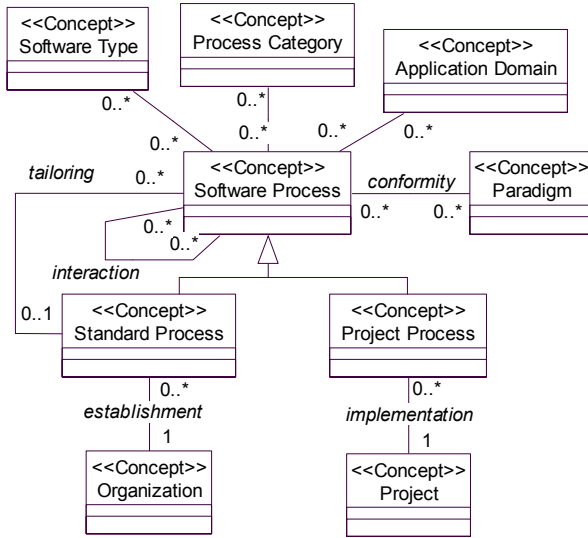 <<Concept>>
Software Type
<<Concept>>
Process Category
<<Concept>>
Application Domain
0..*
0..*
0..*
0..*
0..*
0..*
tailoring
0..*
<<Concept>>
Software Process
conformity
<<Concept>>
Paradigm
0..*
0..*
0..*
0..*
interaction
0..1
<<Concept>>
Standard Process
<<Concept>>
Project Process
0..*
0..*
establishment
implementation
1
1
<<Concept>>
Organization
<<Concept>>
Project